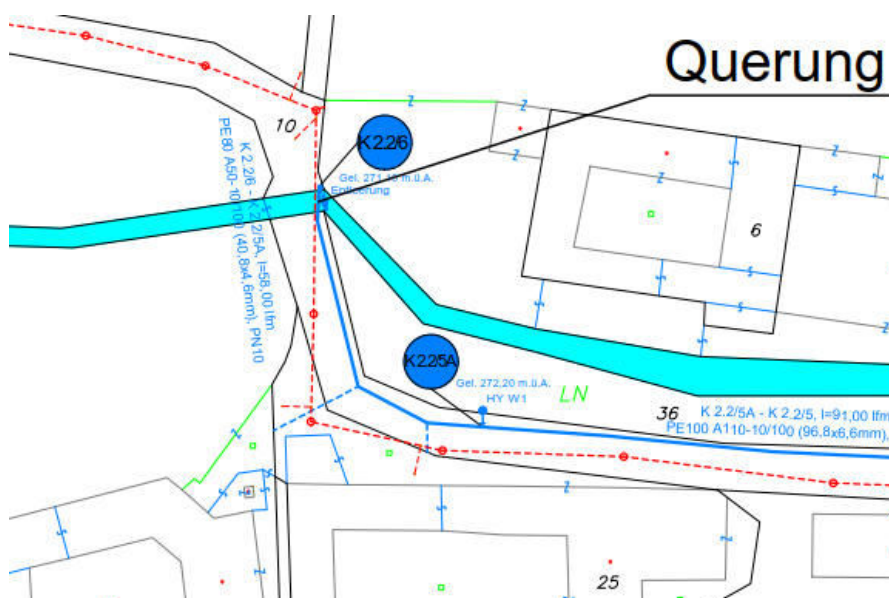 Querung
10
K 2.2/6
Gel. 271,10 m.ü.A.
Entleerung
K 2.2/6 - K 2.2/5A, l=58,00 lfm
PE80 A50-10/100 (40,8x4,6mm), PN10
6
K2.2/5A
Gel. 272,20 m.ü.A.
HY W1
LN
36
K 2.2/5A - K 2.2/5, l=91,00 lfm
PE100 A110-10/100 (96,8x6,6mm),
25